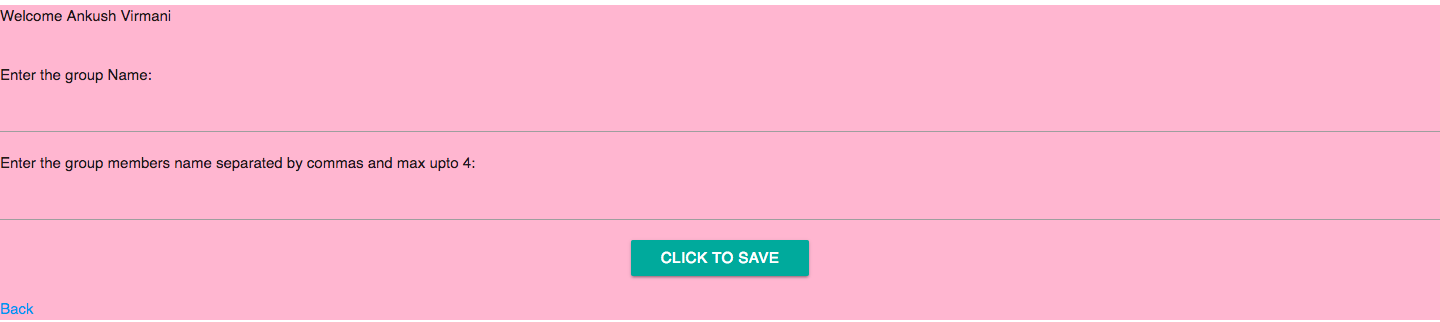 Welcome Ankush Virmani
Enter the group Name:
Enter the group members name separated by commas and max upto 4:
CLICK TO SAVE
Back